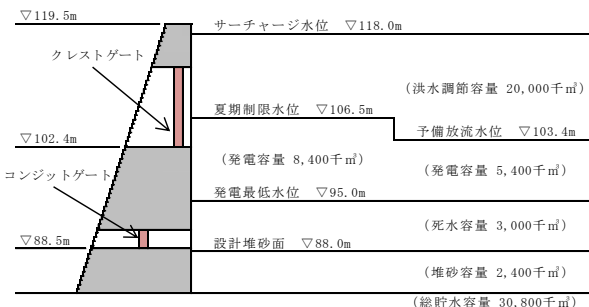 ▽119.5m
サーチャージ水位 ▽118.0m
クレストゲート
(洪水調節容量 20,000千㎥)
夏期制限水位 ▽106.5m
予備放流水位 ▽103.4m
▽102.4m
(発電容量 8,400千㎥)
(発電容量 5,400千㎥)
コンジットゲート
発電最低水位 ▽95.0m
(死水容量 3,000千㎥)
▽88.5m
設計堆砂面 ▽88.0m
(堆砂容量 2,400千㎥)
(総貯水容量 30,800千㎥)